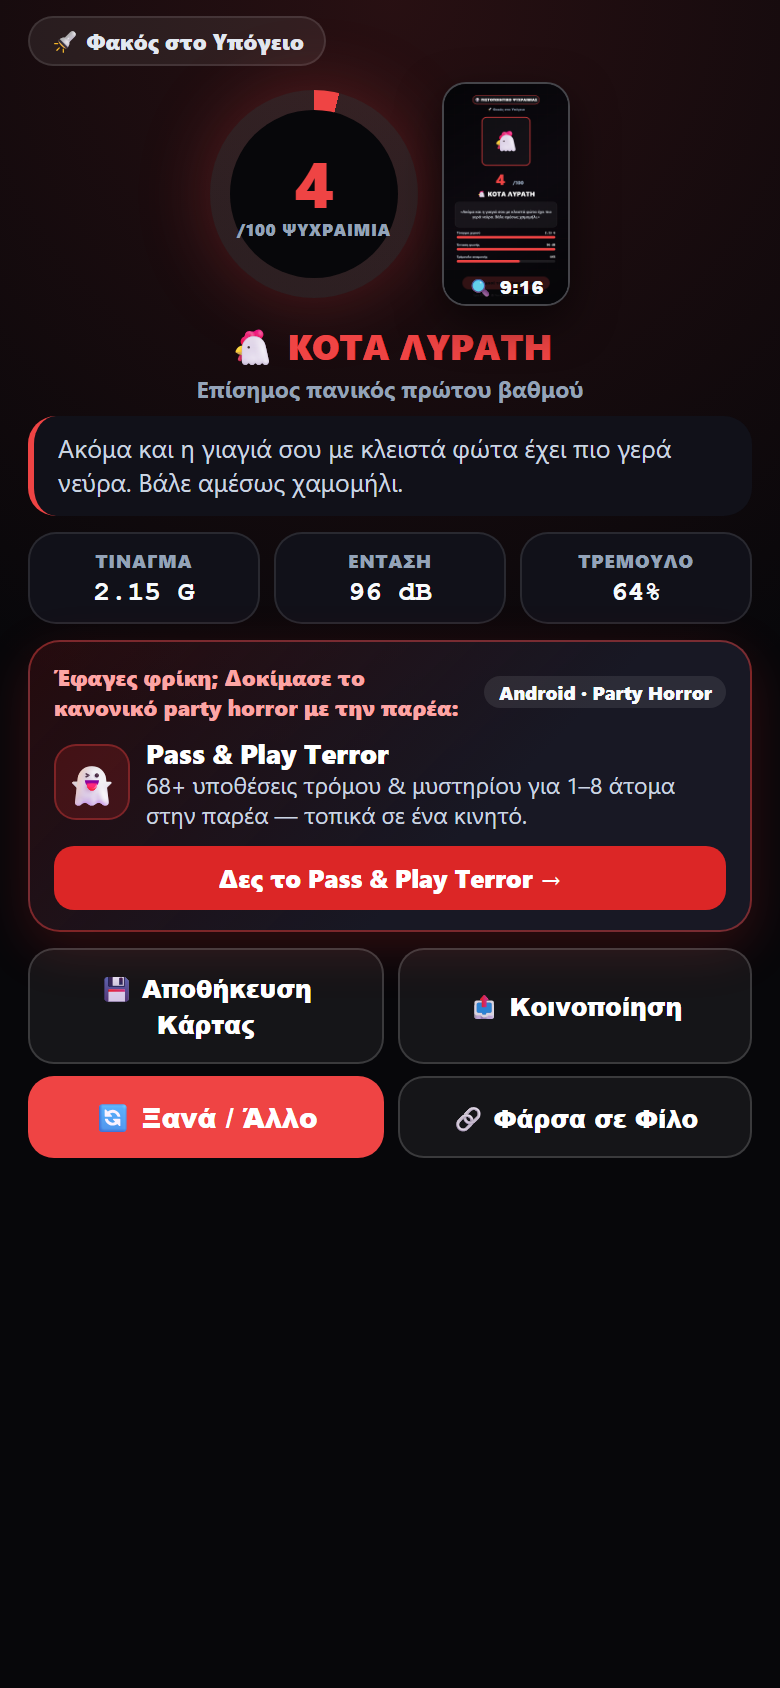 Φακός στο Υπόγειο
4
/100 ΨΥΧΡΑΙΜΙΑ
4 /100
ΚΟΤΑ ΛΥΡΑΤΗ
9:16
ΚΟΤΑ ΛΥΡΑΤΗ
Επίσημος πανικός πρώτου βαθμού
Ακόμα και η γιαγιά σου με κλειστά φώτα έχει πιο γερά
νεύρα. Βάλε αμέσως χαμομήλι.
ΤΙΝΑΓΜΑ
2.15 G
ΕΝΤΑΣΗ
96 dB
ΤΡΕΜΟΥΛΟ
64%
Έφαγες φρίκη; Δοκίμασε το
κανονικό party horror με την παρέα:
Android · Party Horror
Pass & Play Terror
68+ υποθέσεις τρόμου & μυστηρίου για 1–8 άτομα
στην παρέα — τοπικά σε ένα κινητό.
Δες το Pass & Play Terror →
Αποθήκευση
Κάρτας
Κοινοποίηση
Ξανά / Άλλο
Φάρσα σε Φίλο